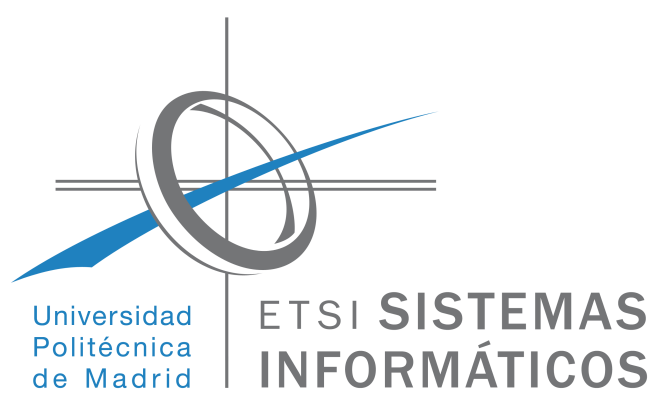 Universidad
Politécnica
de Madrid
ETSI SISTEMAS
INFORMÁTICOS